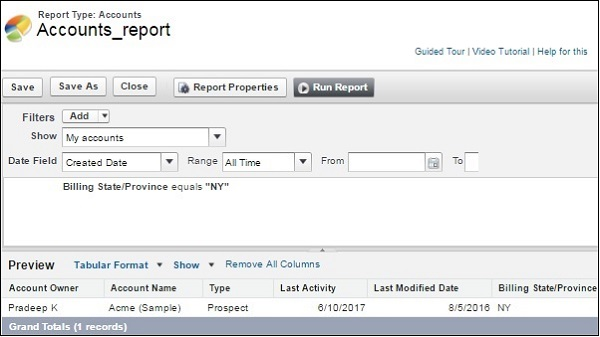 Report Type: Accounts
Accounts_report
Guided Tour | Video Tutorial | Help for this
Save Save As Close Report Properties Run Report
Filters Add
Show My accounts
Date Field Created Date Range All Time From To
Billing State/Province equals "NY"
Preview Tabular Format Show Remove All Columns
Account Owner Account Name Type Last Activity Last Modified Date Billing State/Province
Pradeep K Acme (Sample) Prospect 6/10/2017 8/5/2016 NY
Grand Totals (1 records)